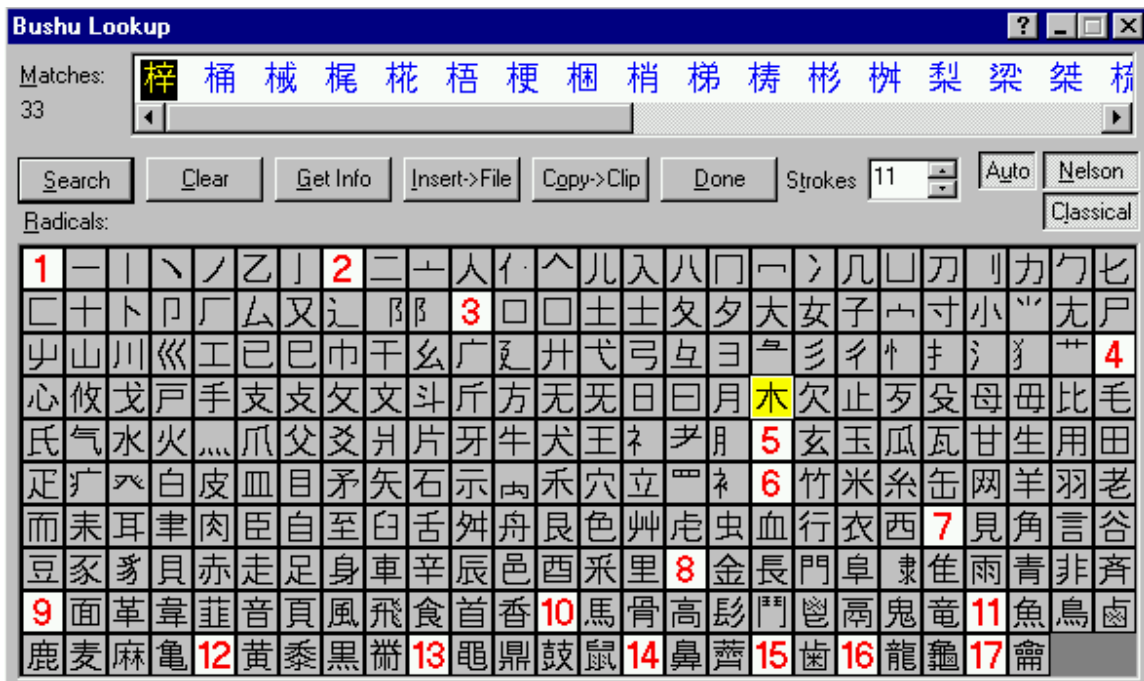 Bushu Lookup
Matches: 梓 桶 械 梶 椛 梧 梗 梱 梢 梯 梼 彬 桝 梨 梁 桀 梳
33
Search Clear Get Info Insert->File Copy->Clip Done Strokes 11 Auto Nelson
Classical
Radicals:
1 一 丨 丶 丿 乙 亅 2 二 亠 人 亻 𠆢 儿 入 八 冂 冖 冫 几 凵 刀 刂 力 勹 匕
匚 十 卜 卩 厂 厶 又 辶 阝 阝 3 口 囗 土 士 夂 夕 大 女 子 宀 寸 小 ⺌ 尢 尸
屮 山 川 巛 工 已 巳 巾 干 幺 广 廴 廾 弋 弓 彑 ヨ 彡 彳 忄 扌 氵 犭 艹 4
心 攸 戈 戸 手 支 攴 攵 文 斗 斤 方 无 旡 日 曰 月 木 欠 止 歹 殳 母 毋 比 毛
氏 气 水 火 灬 爪 父 爻 爿 片 牙 牛 犬 王 礻 耂 月 5 玄 玉 瓜 瓦 甘 生 用 田
疋 疒 癶 白 皮 皿 目 矛 矢 石 示 禸 禾 穴 立 罒 衤 6 竹 米 糸 缶 网 羊 羽 老
而 耒 耳 聿 肉 臣 自 至 臼 舌 舛 舟 艮 色 艸 虍 虫 血 行 衣 西 7 見 角 言 谷
豆 豕 豸 貝 赤 走 足 身 車 辛 辰 邑 酉 釆 里 8 金 長 門 阜 隶 隹 雨 青 非 斉
9 面 革 韋 韭 音 頁 風 飛 食 首 香 10 馬 骨 高 髟 鬥 鬯 鬲 鬼 竜 11 魚 鳥 鹵
鹿 麦 麻 亀 12 黄 黍 黒 黹 13 黽 鼎 鼓 鼠 14 鼻 齊 15 歯 16 龍 龜 17 龠